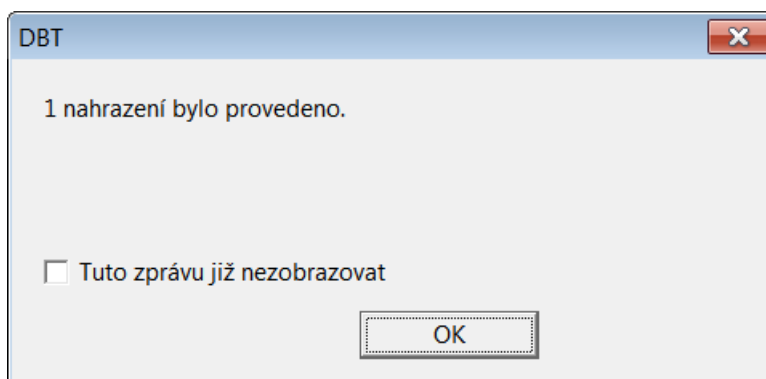 DBT
1 nahrazení bylo provedeno.
Tuto zprávu již nezobrazovat
OK